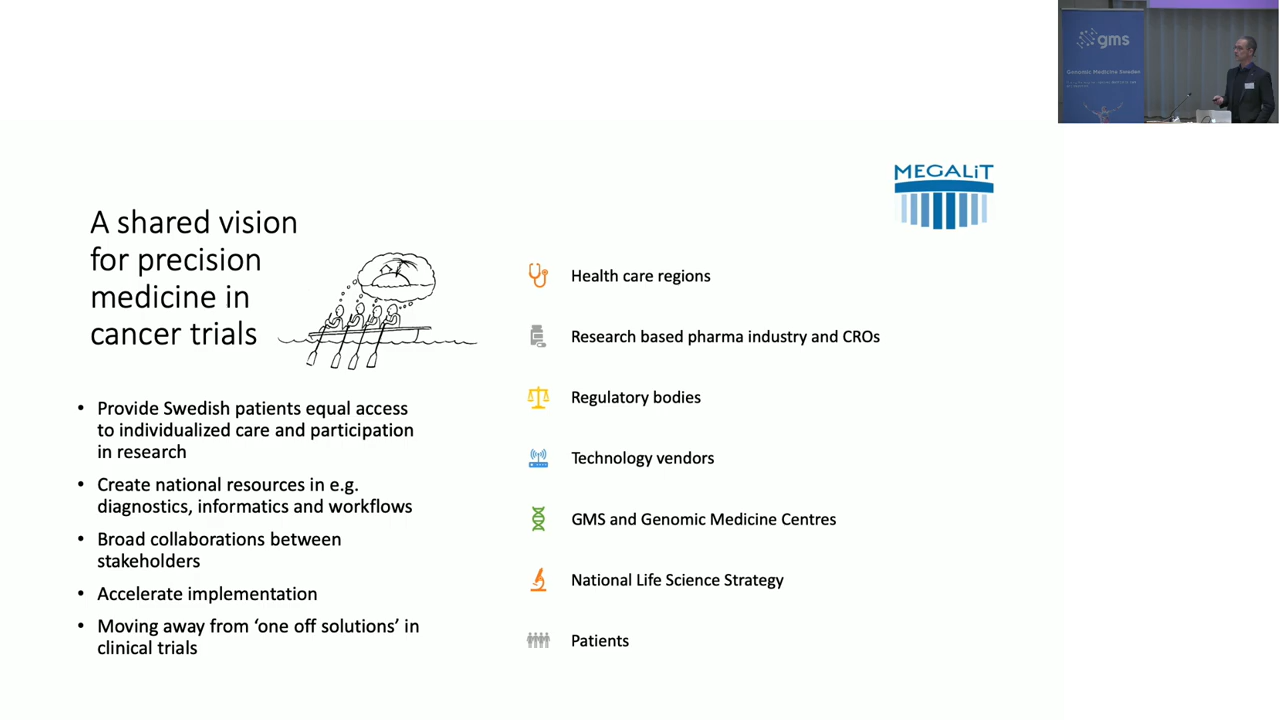 gms
Genomic Medicine Sweden
MEGALiT
A shared vision
for precision
medicine in
cancer trials
• Provide Swedish patients equal access
to individualized care and participation
in research
• Create national resources in e.g.
diagnostics, informatics and workflows
• Broad collaborations between
stakeholders
• Accelerate implementation
• Moving away from ‘one off solutions’ in
clinical trials
Health care regions
Research based pharma industry and CROs
Regulatory bodies
Technology vendors
GMS and Genomic Medicine Centres
National Life Science Strategy
Patients